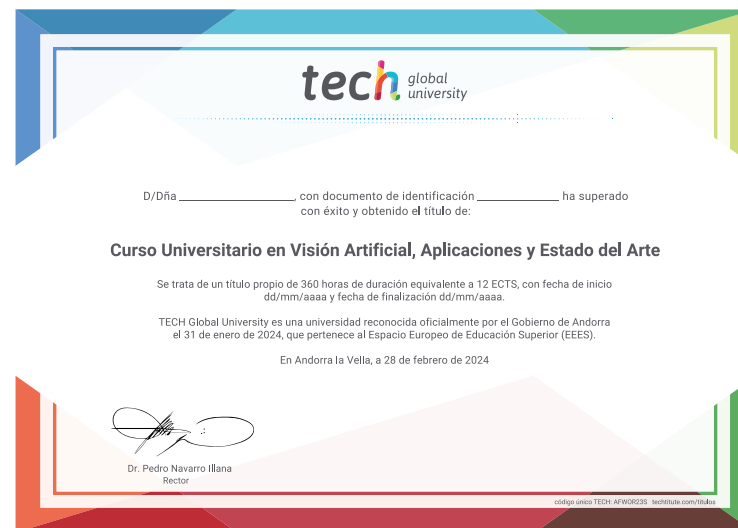 tech global university
D/Dña ____________________, con documento de identificación ______________ ha superado
con éxito y obtenido el título de:
Curso Universitario en Visión Artificial, Aplicaciones y Estado del Arte
Se trata de un título propio de 360 horas de duración equivalente a 12 ECTS, con fecha de inicio
dd/mm/aaaa y fecha de finalización dd/mm/aaaa.
TECH Global University es una universidad reconocida oficialmente por el Gobierno de Andorra
el 31 de enero de 2024, que pertenece al Espacio Europeo de Educación Superior (EEES).
En Andorra la Vella, a 28 de febrero de 2024
Dr. Pedro Navarro Illana
Rector
código único TECH: AFWOR23S techtitute.com/titulos